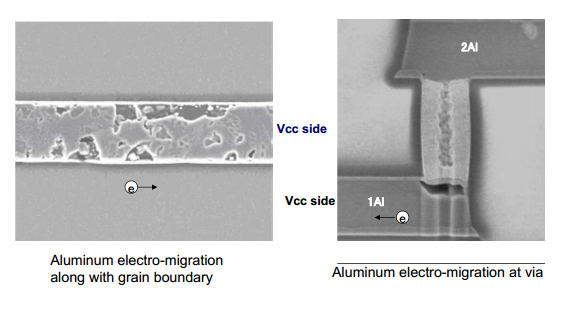 2Al
Vcc side
e
Vcc side
1Al
e
Aluminum electro-migration
along with grain boundary
Aluminum electro-migration at via